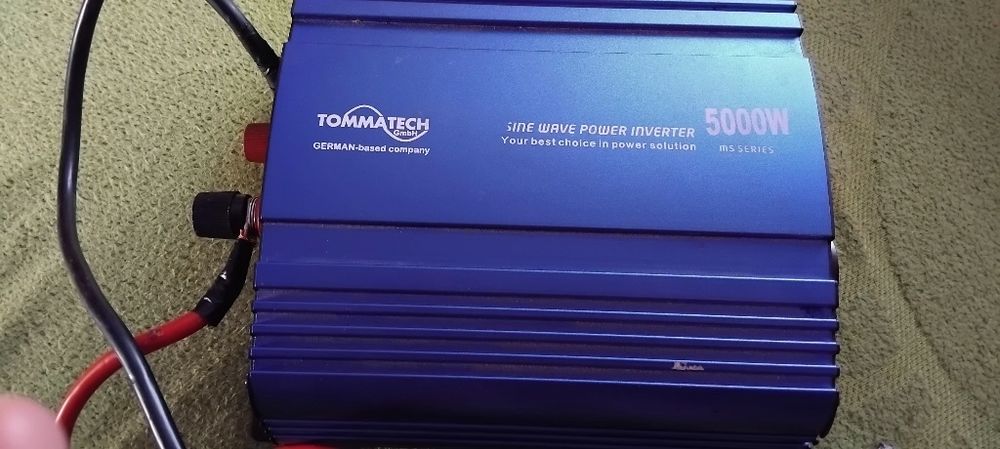 TOMMATECH
GmbH
GERMAN-based company
SINE WAVE POWER INVERTER
Your best choice in power solution
5000W
MS SERIES